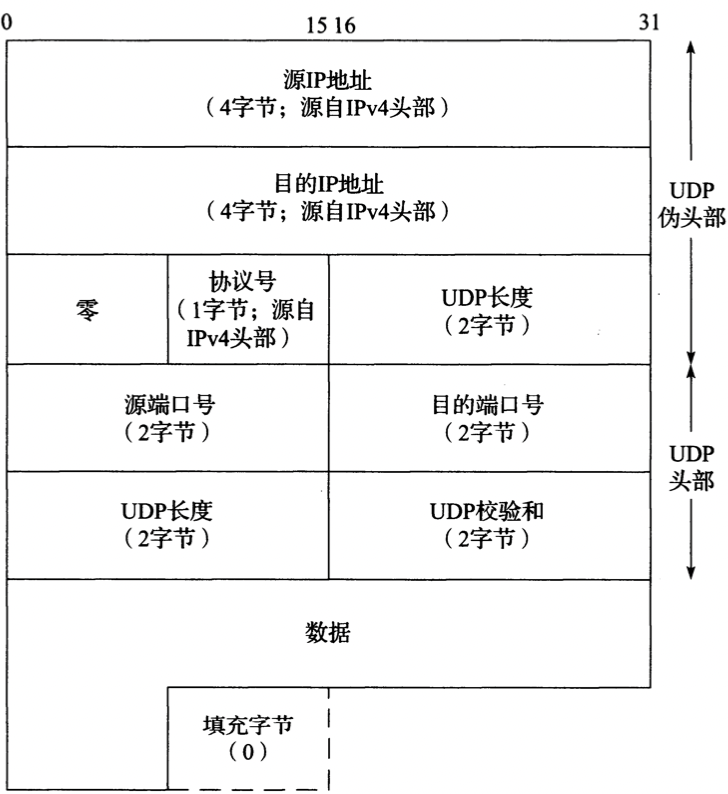 0 15 16 31
源IP地址
（4字节；源自IPv4头部）
目的IP地址
（4字节；源自IPv4头部）
UDP
伪头部
零
协议号
（1字节；源自
IPv4头部）
UDP长度
（2字节）
源端口号
（2字节）
目的端口号
（2字节）
UDP
头部
UDP长度
（2字节）
UDP校验和
（2字节）
数据
填充字节
（0）